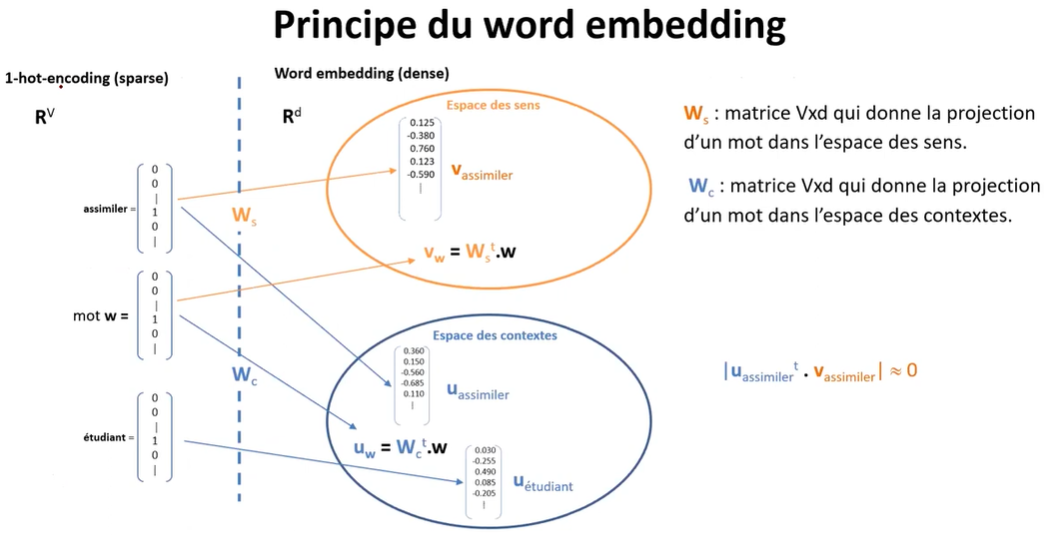 Principe du word embedding
1-hot-encoding (sparse)
Word embedding (dense)
R^V
R^d
Espace des sens
0.125
-0.380
0.760
0.123
-0.590
|
v_assimiler
W_s : matrice Vxd qui donne la projection
d’un mot dans l’espace des sens.
W_c : matrice Vxd qui donne la projection
d’un mot dans l’espace des contextes.
assimiler =
0
0
|
1
0
|
W_s
v_w = W_s^t.w
mot w =
0
0
|
1
0
|
W_c
Espace des contextes
0.360
0.150
-0.560
-0.685
0.110
|
u_assimiler
|u_assimiler^t . v_assimiler| ≈ 0
étudiant =
0
0
|
1
0
|
u_w = W_c^t.w
0.030
-0.255
0.490
0.085
-0.205
|
u_étudiant